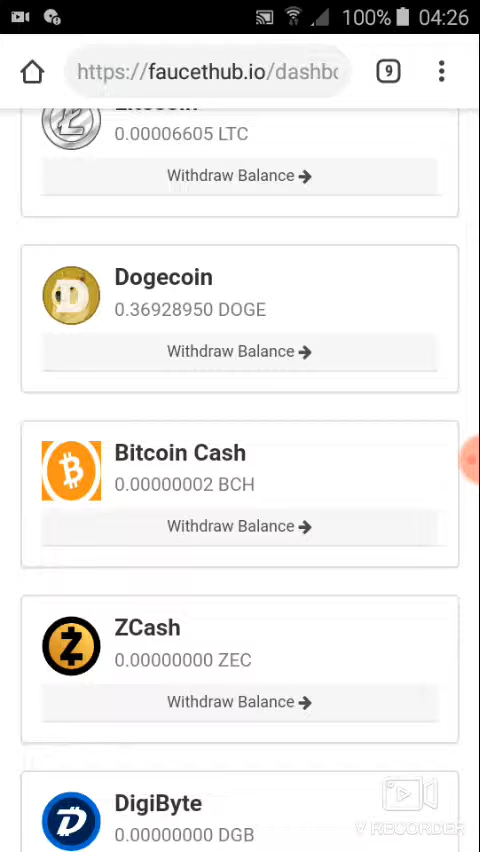 100% 04:26
https://faucethub.io/dashbo
9
Litecoin
0.00006605 LTC
Withdraw Balance
Dogecoin
0.36928950 DOGE
Withdraw Balance
Bitcoin Cash
0.00000002 BCH
Withdraw Balance
ZCash
0.00000000 ZEC
Withdraw Balance
DigiByte
0.00000000 DGB
V RECORDER